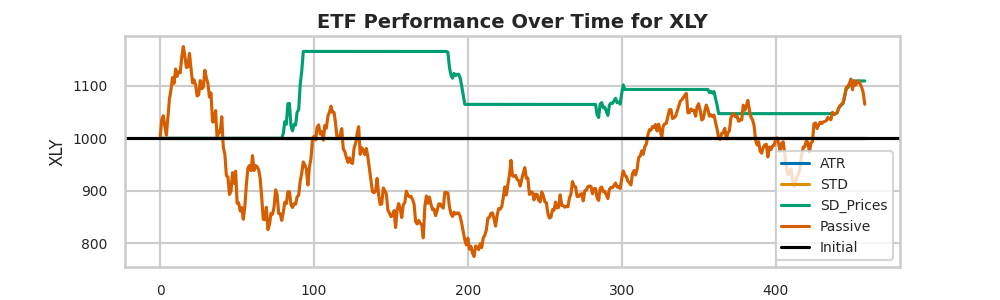 ETF Performance Over Time for XLY
XLY
1100
1000
900
800
0
100
200
300
400
ATR
STD
SD_Prices
Passive
Initial